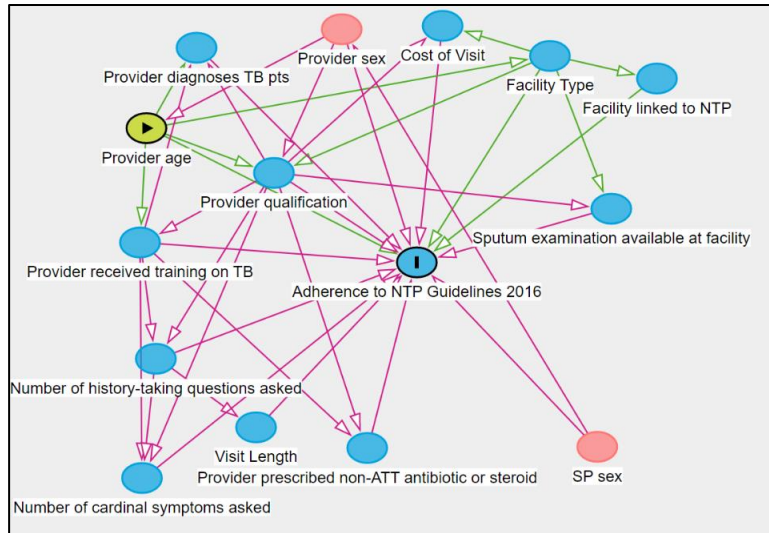 Provider diagnoses TB pts
Provider sex
Cost of Visit
Facility Type
Facility linked to NTP
Provider age
Provider qualification
Sputum examination available at facility
Provider received training on TB
Adherence to NTP Guidelines 2016
Number of history-taking questions asked
Visit Length
Provider prescribed non-ATT antibiotic or steroid
SP sex
Number of cardinal symptoms asked